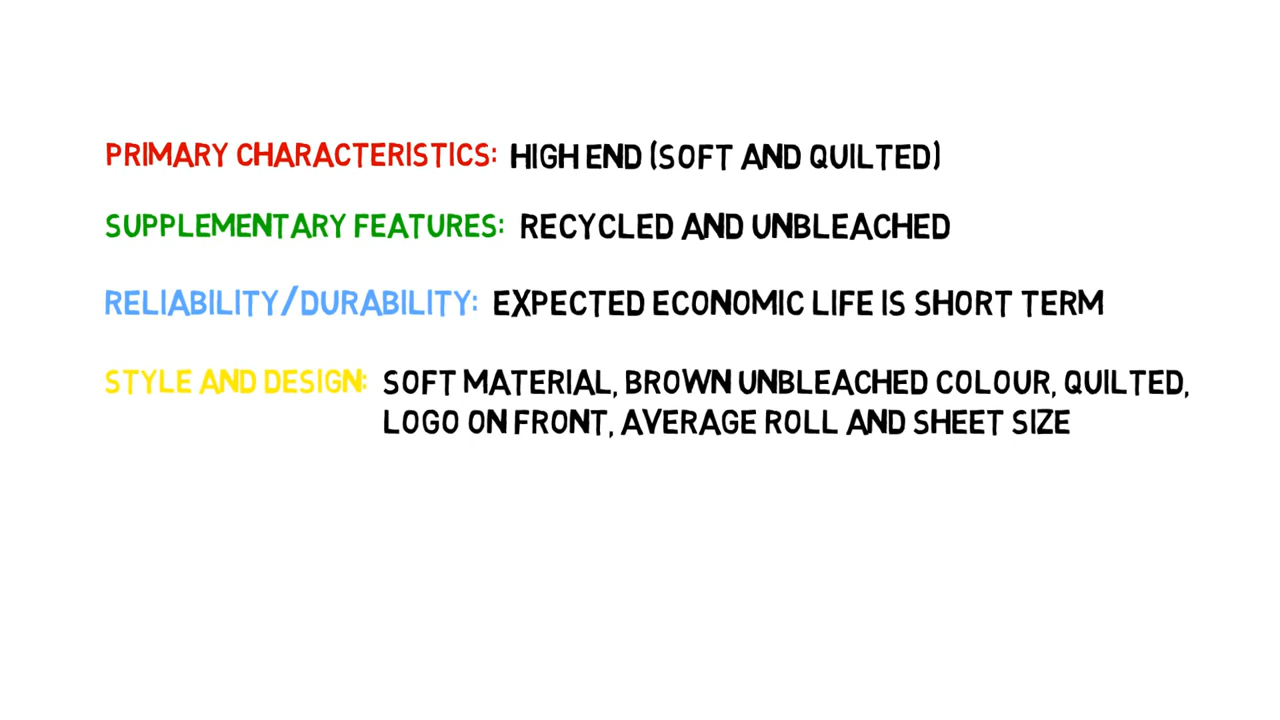 PRIMARY CHARACTERISTICS: HIGH END (SOFT AND QUILTED)
SUPPLEMENTARY FEATURES: RECYCLED AND UNBLEACHED
RELIABILITY/DURABILITY: EXPECTED ECONOMIC LIFE IS SHORT TERM
STYLE AND DESIGN: SOFT MATERIAL, BROWN UNBLEACHED COLOUR, QUILTED,
LOGO ON FRONT, AVERAGE ROLL AND SHEET SIZE